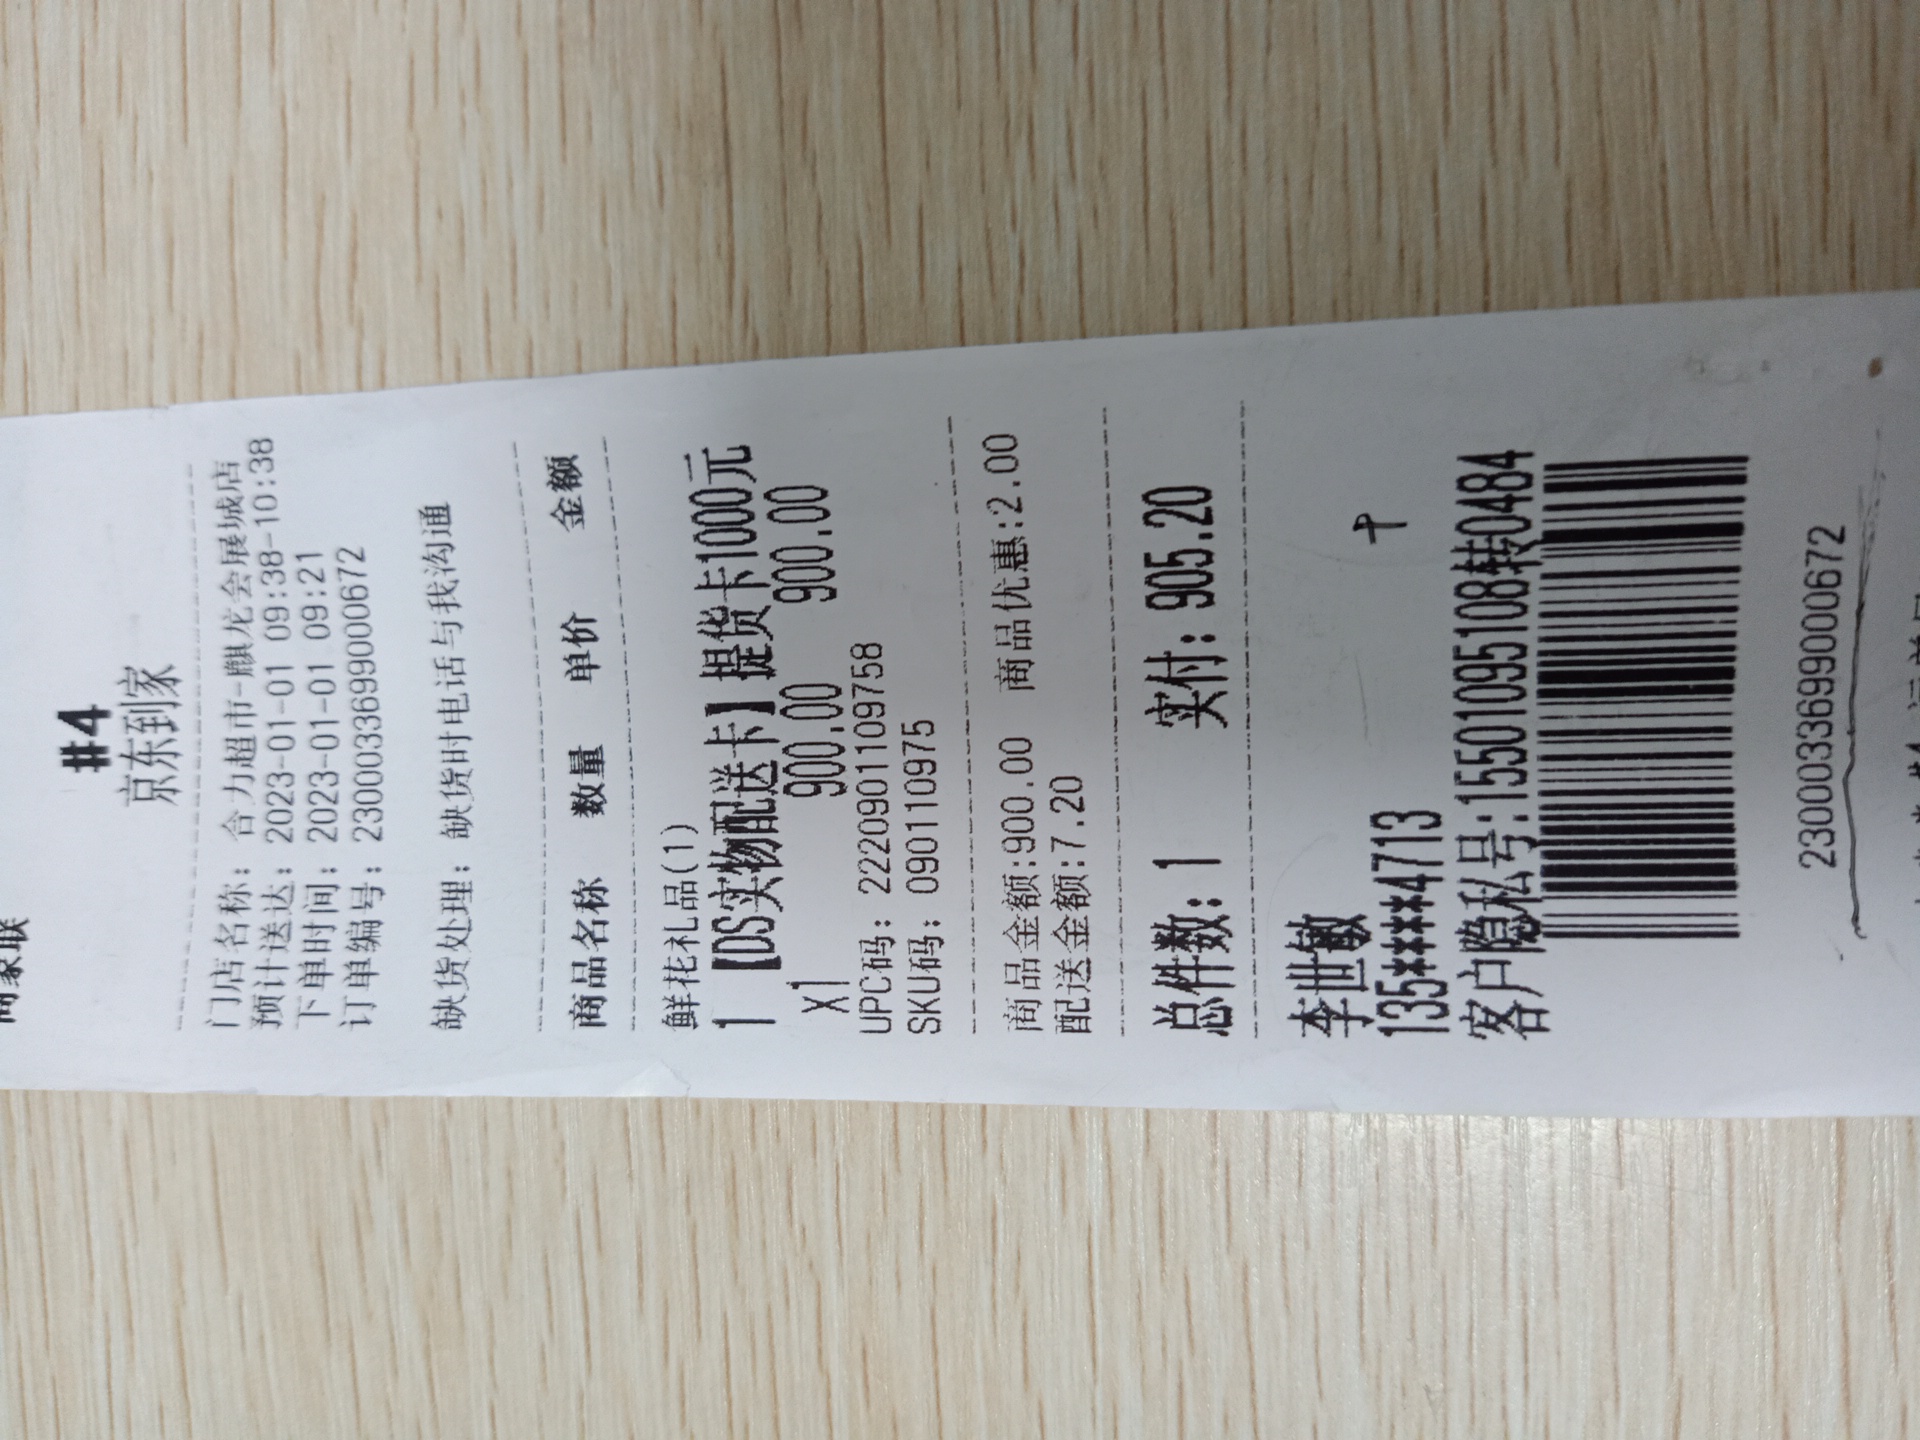 商家联
#4
京东到家
门店名称：合力超市-麒龙会展城店
预计送达：2023-01-01 09:38-10:38
下单时间：2023-01-01 09:21
订单编号：2300033699000672
缺货处理：缺货时电话与我沟通
商品名称 数量 单价 金额
鲜花礼品(1)
1 【DS实物配送卡】提货卡1000元
x1 900.00 900.00
UPC码：2220901109758
SKU码：090110975
商品金额:900.00 商品优惠:2.00
配送金额:7.20
总件数：1 实付：905.20
李世敏
135****4713
客户隐私号:15501095108转0484
2300033699000672